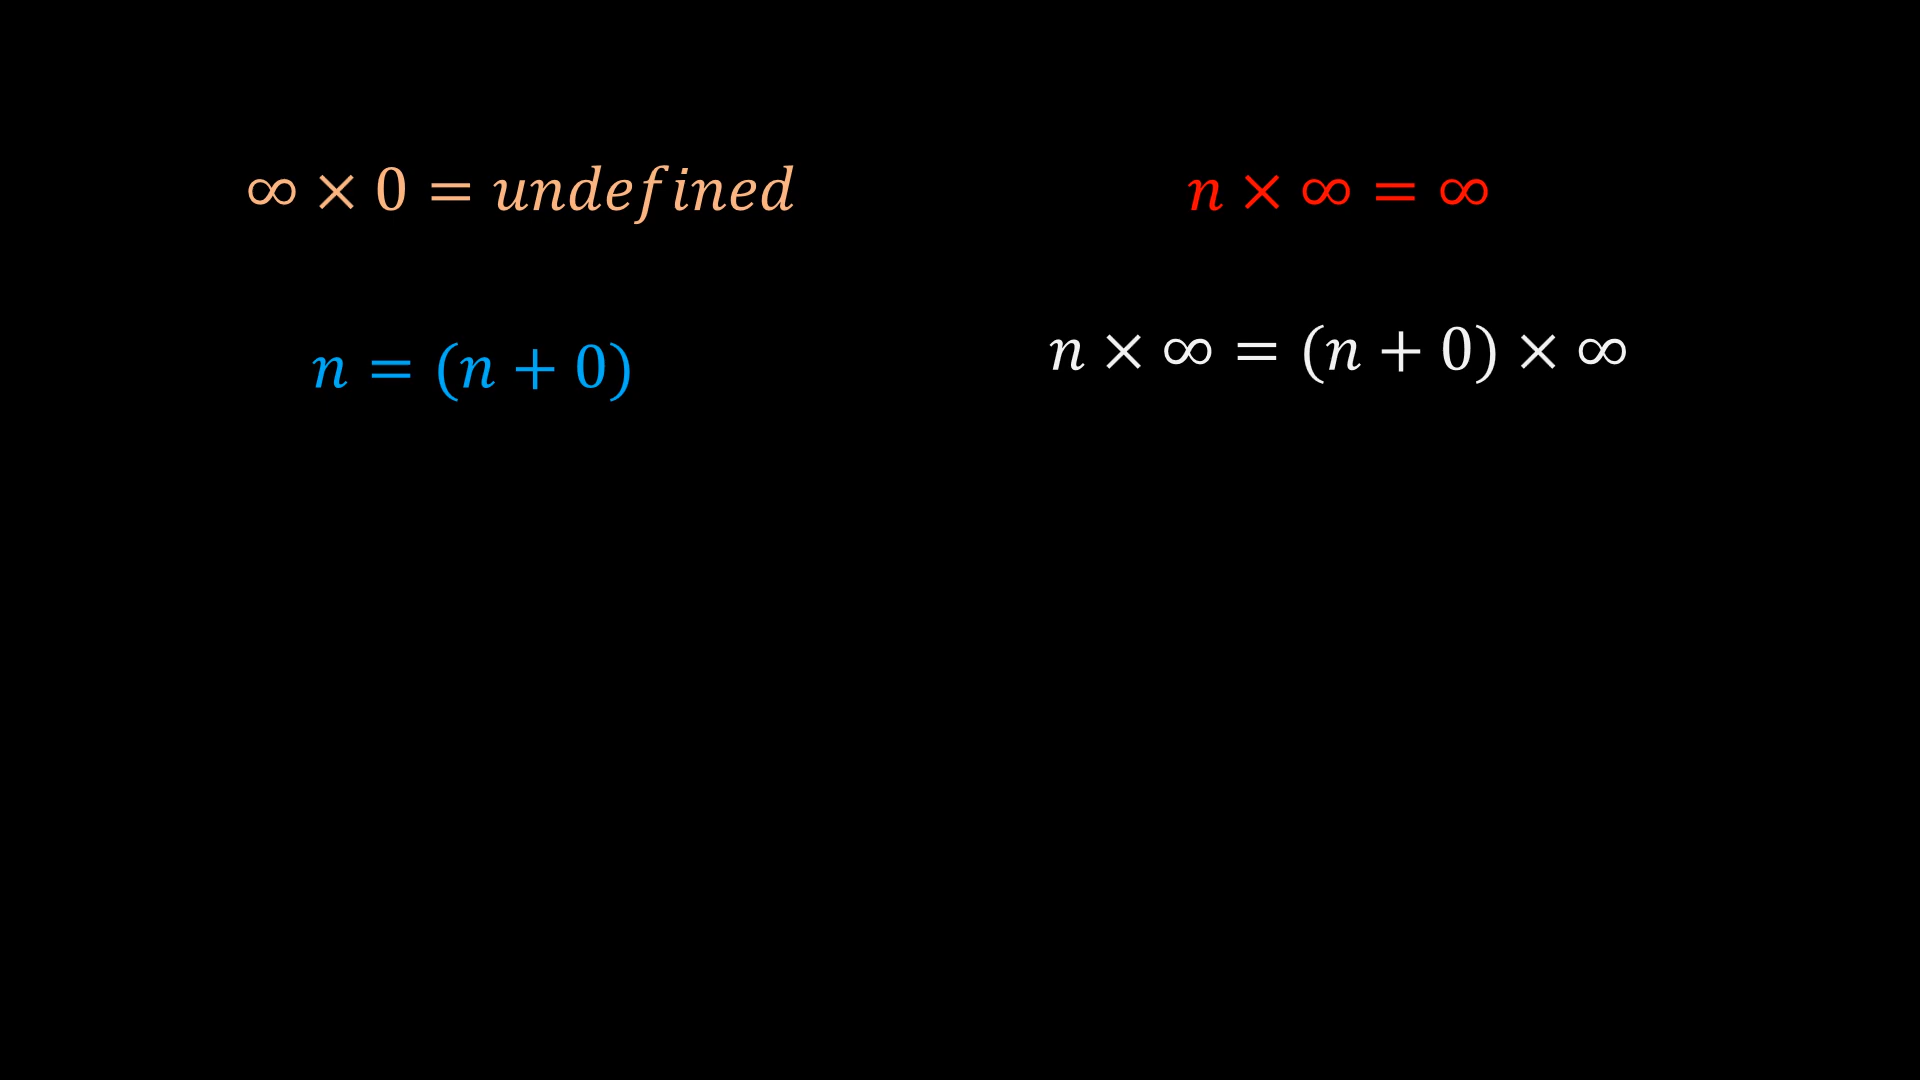 ∞ × 0 = undefined
n × ∞ = ∞
n = (n + 0)
n × ∞ = (n + 0) × ∞